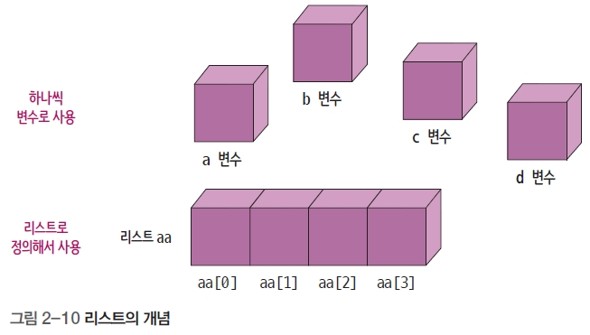 하나씩
변수로 사용
a 변수
b 변수
c 변수
d 변수
리스트로
정의해서 사용
리스트 aa
aa[0] aa[1] aa[2] aa[3]
그림 2-10 리스트의 개념